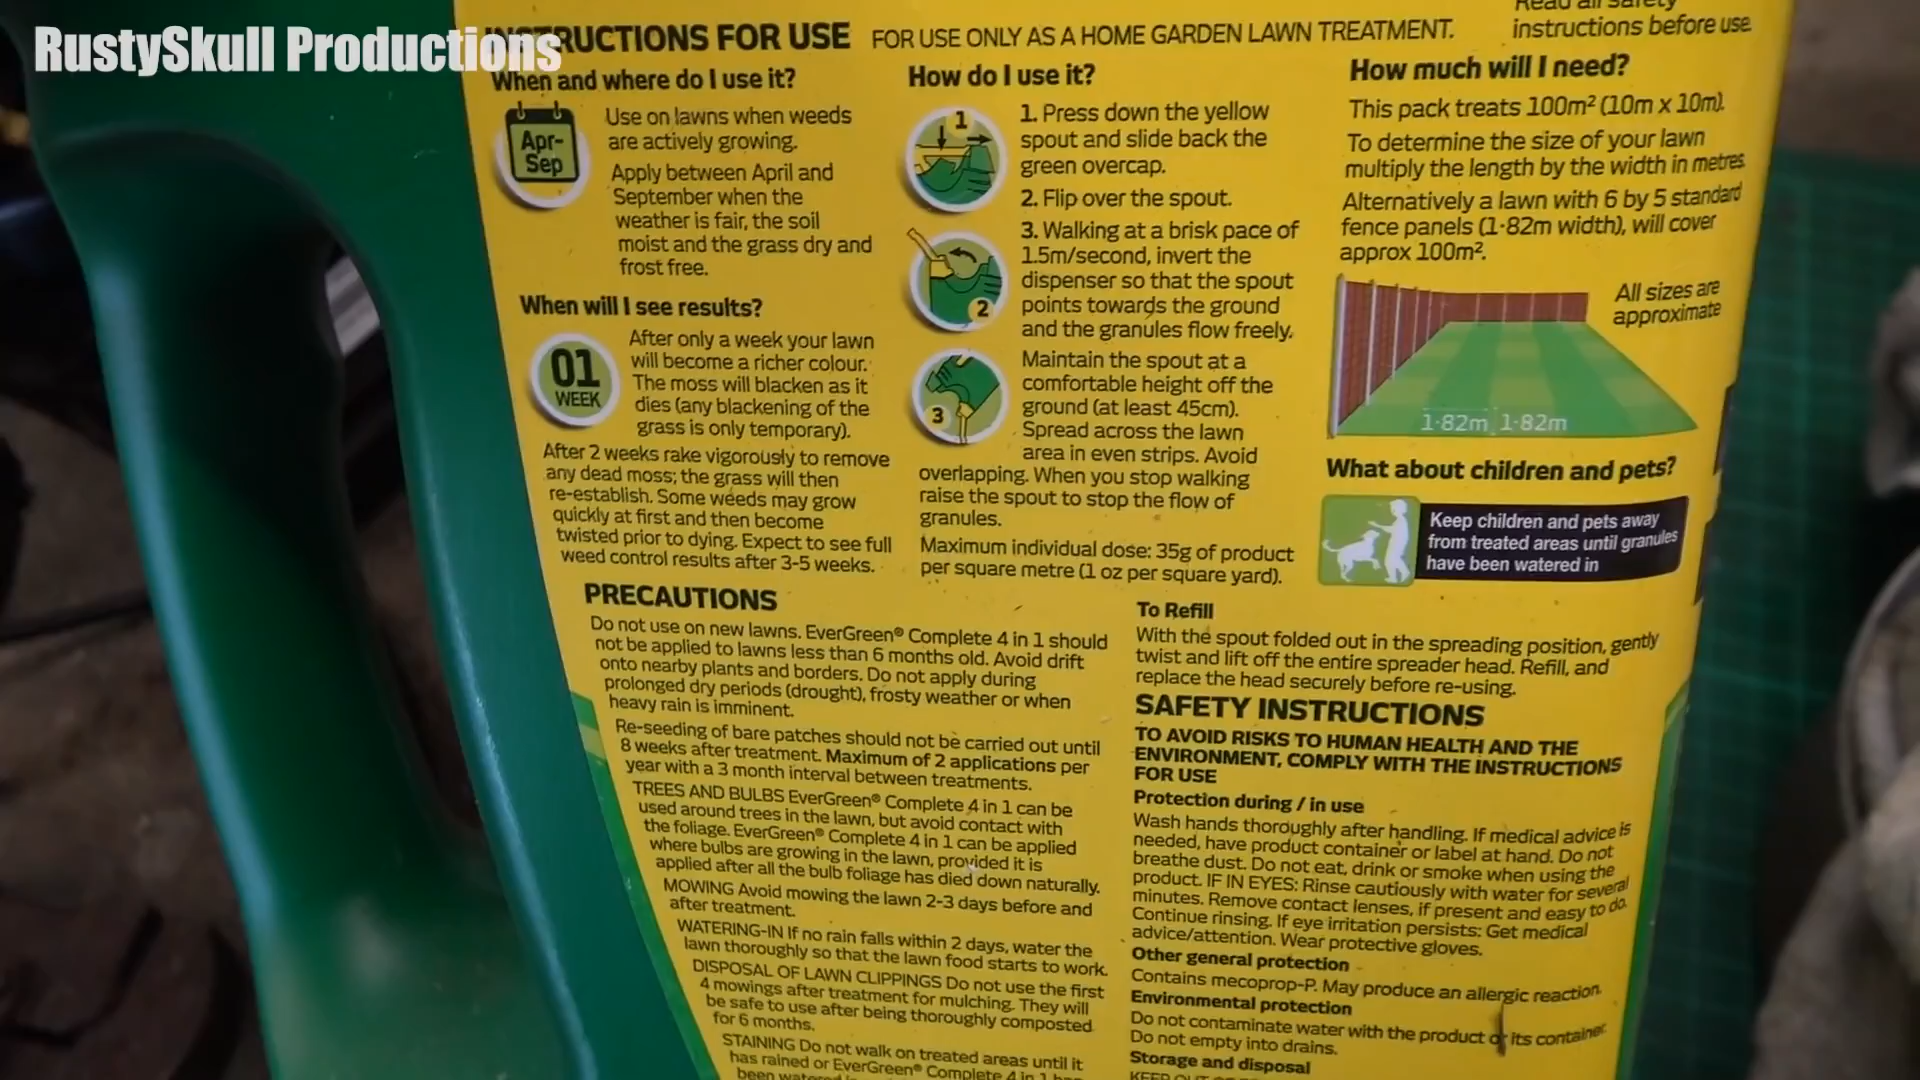 RustySkull Productions
RUCTIONS FOR USE FOR USE ONLY AS A HOME GARDEN LAWN TREATMENT.
Read all safety
instructions before use.
When and where do I use it?
Apr-
Sep
Use on lawns when weeds
are actively growing.
Apply between April and
September when the
weather is fair, the soil
moist and the grass dry and
frost free.
When will I see results?
01
WEEK
After only a week your lawn
will become a richer colour.
The moss will blacken as it
dies (any blackening of the
grass is only temporary).
After 2 weeks rake vigorously to remove
any dead moss; the grass will then
re-establish. Some weeds may grow
quickly at first and then become
twisted prior to dying. Expect to see full
weed control results after 3-5 weeks.
How do I use it?
1
2
3
1. Press down the yellow
spout and slide back the
green overcap.
2. Flip over the spout.
3. Walking at a brisk pace of
1.5m/second, invert the
dispenser so that the spout
points towards the ground
and the granules flow freely.
Maintain the spout at a
comfortable height off the
ground (at least 45cm).
Spread across the lawn
area in even strips. Avoid
overlapping. When you stop walking
raise the spout to stop the flow of
granules.
Maximum individual dose: 35g of product
per square metre (1 oz per square yard).
How much will I need?
This pack treats 100m² (10m x 10m).
To determine the size of your lawn
multiply the length by the width in metres.
Alternatively a lawn with 6 by 5 standard
fence panels (1·82m width), will cover
approx 100m².
All sizes are
approximate
1·82m 1·82m
What about children and pets?
Keep children and pets away
from treated areas until granules
have been watered in
PRECAUTIONS
Do not use on new lawns. EverGreen® Complete 4 in 1 should
not be applied to lawns less than 6 months old. Avoid drift
onto nearby plants and borders. Do not apply during
prolonged dry periods (drought), frosty weather or when
heavy rain is imminent.
Re-seeding of bare patches should not be carried out until
8 weeks after treatment. Maximum of 2 applications per
year with a 3 month interval between treatments.
TREES AND BULBS EverGreen® Complete 4 in 1 can be
used around trees in the lawn, but avoid contact with
the foliage. EverGreen® Complete 4 in 1 can be applied
where bulbs are growing in the lawn, provided it is
applied after all the bulb foliage has died down naturally.
MOWING Avoid mowing the lawn 2-3 days before and
after treatment.
WATERING-IN If no rain falls within 2 days, water the
lawn thoroughly so that the lawn food starts to work.
DISPOSAL OF LAWN CLIPPINGS Do not use the first
4 mowings after treatment for mulching. They will
be safe to use after being thoroughly composted
for 6 months.
STAINING Do not walk on treated areas until it
has rained or EverGreen® Complete 4 in 1 has
been watered
To Refill
With the spout folded out in the spreading position, gently
twist and lift off the entire spreader head. Refill, and
replace the head securely before re-using.
SAFETY INSTRUCTIONS
TO AVOID RISKS TO HUMAN HEALTH AND THE
ENVIRONMENT, COMPLY WITH THE INSTRUCTIONS
FOR USE
Protection during / in use
Wash hands thoroughly after handling. If medical advice is
needed, have product container or label at hand. Do not
breathe dust. Do not eat, drink or smoke when using the
product. IF IN EYES: Rinse cautiously with water for several
minutes. Remove contact lenses, if present and easy to do.
Continue rinsing. If eye irritation persists: Get medical
advice/attention. Wear protective gloves.
Other general protection
Contains mecoprop-P. May produce an allergic reaction.
Environmental protection
Do not contaminate water with the product or its container.
Do not empty into drains.
Storage and disposal
KEEP OUT OF